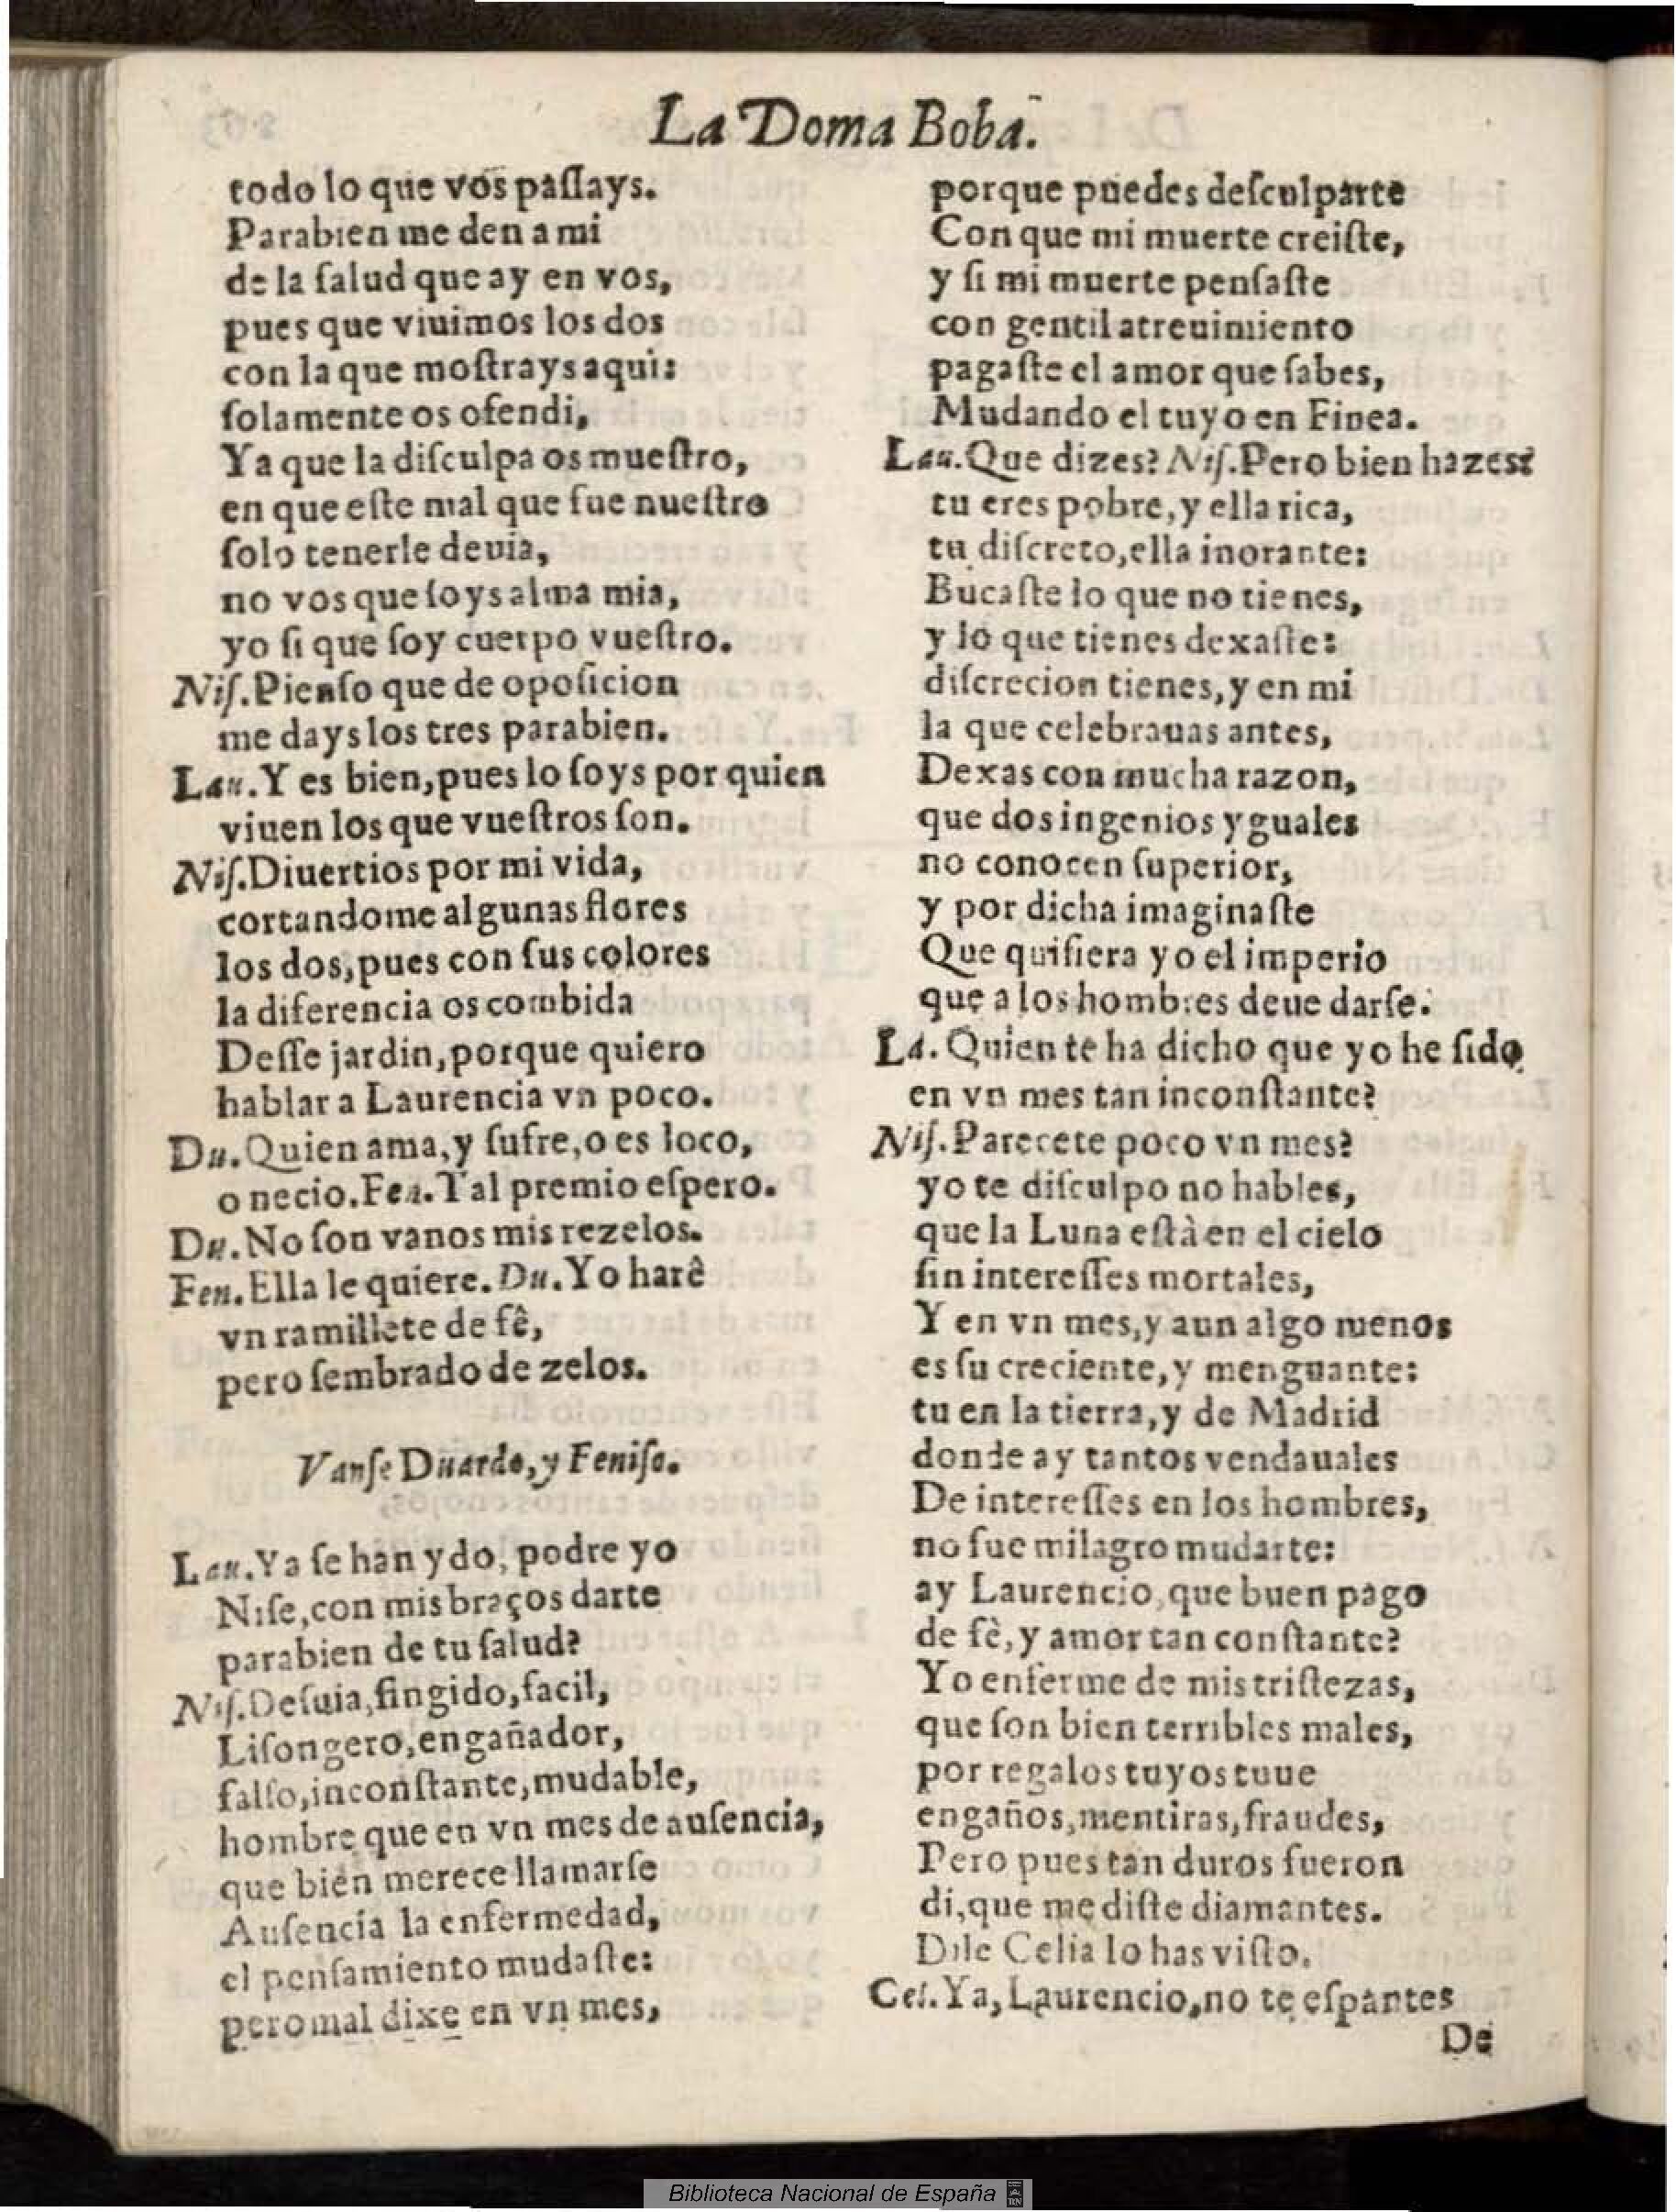 La Doma Boba.
todo lo que vos paſſays.
Parabien me den a mi
de la ſalud que ay en vos,
pues que viuimos los dos
con la que moſtrays aqui:
ſolamente os ofendi,
Ya que la diſculpa os mueſtro,
en que eſte mal que fue nueſtro
ſolo tenerle deuia,
no vos que ſoys alma mia,
yo ſi que ſoy cuerpo vueſtro.
Niſ. Pienſo que de opoſicion
me days los tres parabien.
Lau. Y es bien, pues lo ſoys por quien
viuen los que vueſtros ſon.
Niſ. Diuertios por mi vida,
cortandome algunas flores
los dos, pues con ſus colores
la diferencia os combida
Deſſe jardin, porque quiero
hablar a Laurencia vn poco.
Du. Quien ama, y ſufre, o es loco,
o necio. Fen. Tal premio eſpero.
Du. No ſon vanos mis rezelos.
Fen. Ella le quiere. Du. Yo harê
vn ramillete de fê,
pero ſembrado de zelos.
Vanſe Duardo, y Feniſo.
Lau. Ya ſe han ydo, podre yo
Niſe, con mis braços darte
parabien de tu ſalud?
Niſ. Deſuia, fingido, facil,
Liſongero, engañador,
falſo, inconſtante, mudable,
hombre que en vn mes de auſencia,
que bien merece llamarſe
Auſencia la enfermedad,
el penſamiento mudaſte:
pero mal dixe en vn mes,
porque puedes deſculparte
Con que mi muerte creiſte,
y ſi mi muerte penſaſte
con gentil atreuimiento
pagaſte el amor que ſabes,
Mudando el tuyo en Finea.
Lau. Que dizes? Niſ. Pero bien hazes:
tu eres pobre, y ella rica,
tu diſcreto, ella inorante:
Bucaſte lo que no tienes,
y lo que tienes dexaſte:
diſcrecion tienes, y en mi
la que celebrauas antes,
Dexas con mucha razon,
que dos ingenios yguales
no conocen ſuperior,
y por dicha imaginaſte
Que quiſiera yo el imperio
que a los hombres deue darſe.
La. Quien te ha dicho que yo he ſido
en vn mes tan inconſtante?
Niſ. Parecete poco vn mes?
yo te diſculpo no hables,
que la Luna eſtà en el cielo
ſin intereſſes mortales,
Y en vn mes, y aun algo menos
es ſu creciente, y menguante:
tu en la tierra, y de Madrid
donde ay tantos vendauales
De intereſſes en los hombres,
no fue milagro mudarte:
ay Laurencio, que buen pago
de fè, y amor tan conſtante?
Yo enferme de mis triſtezas,
que ſon bien terribles males,
por regalos tuyos tuue
engaños, mentiras, fraudes,
Pero pues tan duros fueron
di, que me diſte diamantes.
Dile Celia lo has viſto.
Cel. Ya, Laurencio, no te eſpantes
De
Biblioteca Nacional de España